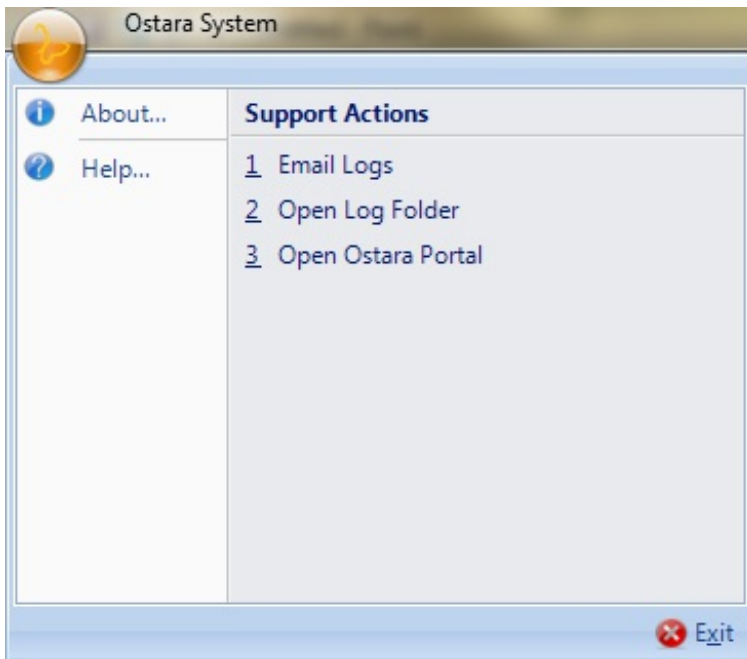 Ostara System
About...
Help...
Support Actions
1 Email Logs
2 Open Log Folder
3 Open Ostara Portal
Exit